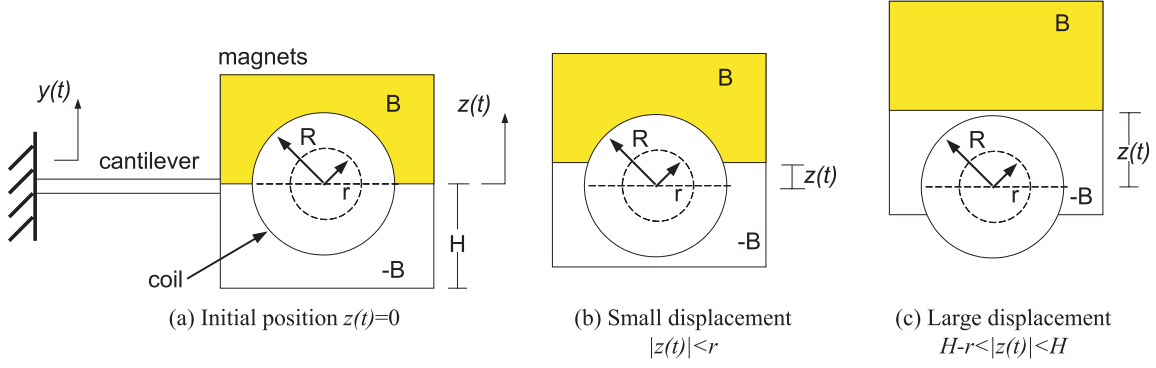 magnets
y(t)
cantilever
coil
B
R
r
-B
H
z(t)
(a) Initial position z(t)=0
B
R
r
-B
z(t)
(b) Small displacement
|z(t)|<r
B
R
r
-B
z(t)
(c) Large displacement
H-r<|z(t)|<H